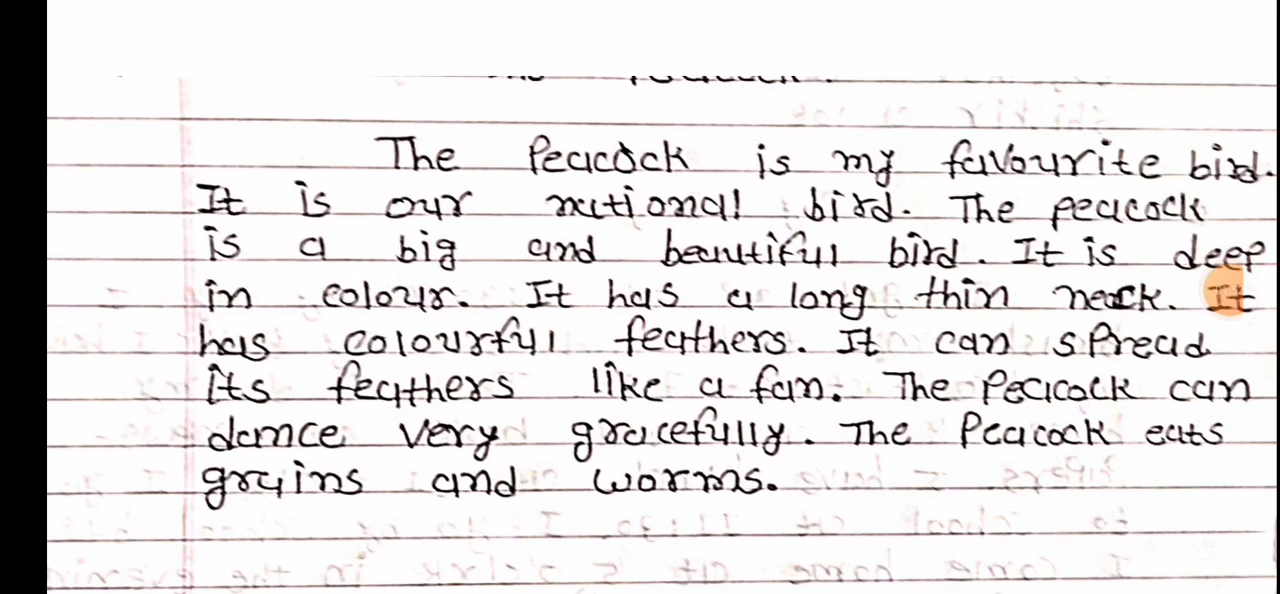 The Peacock is my favourite bird.
It is our national bird. The peacock
is a big and beautiful bird. It is deep
in colour. It has a long thin neack. It
has colourful feathers. It can spread
its feathers like a fan. The Peacock can
dance very gracefully. The Peacock eats
grains and worms.